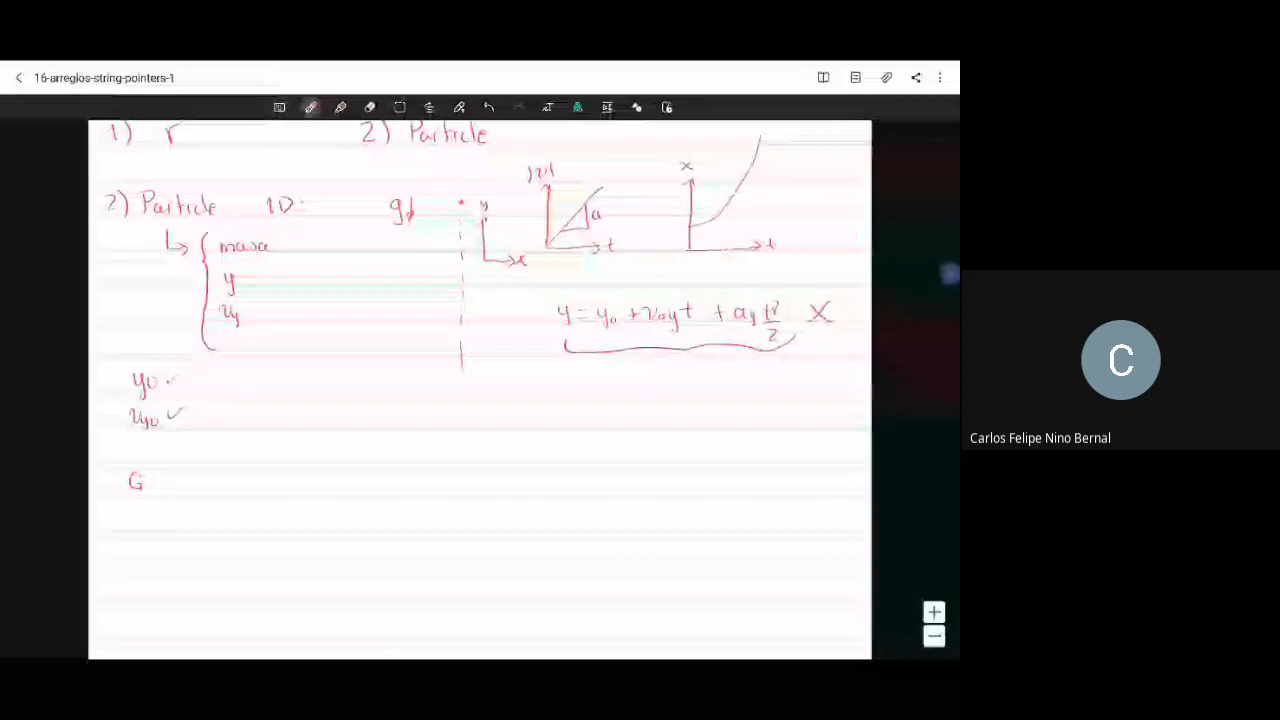 16-arreglos-string-pointers-1
1) r 2) Particle
2) Particle 1D: g
masa
y
vy
y
x
|v|
a
t
x
t
y = y₀ + v₀yt + ay t²/2 X
y0 ✓
vy0 ✓
G
C
Carlos Felipe Nino Bernal
+
−